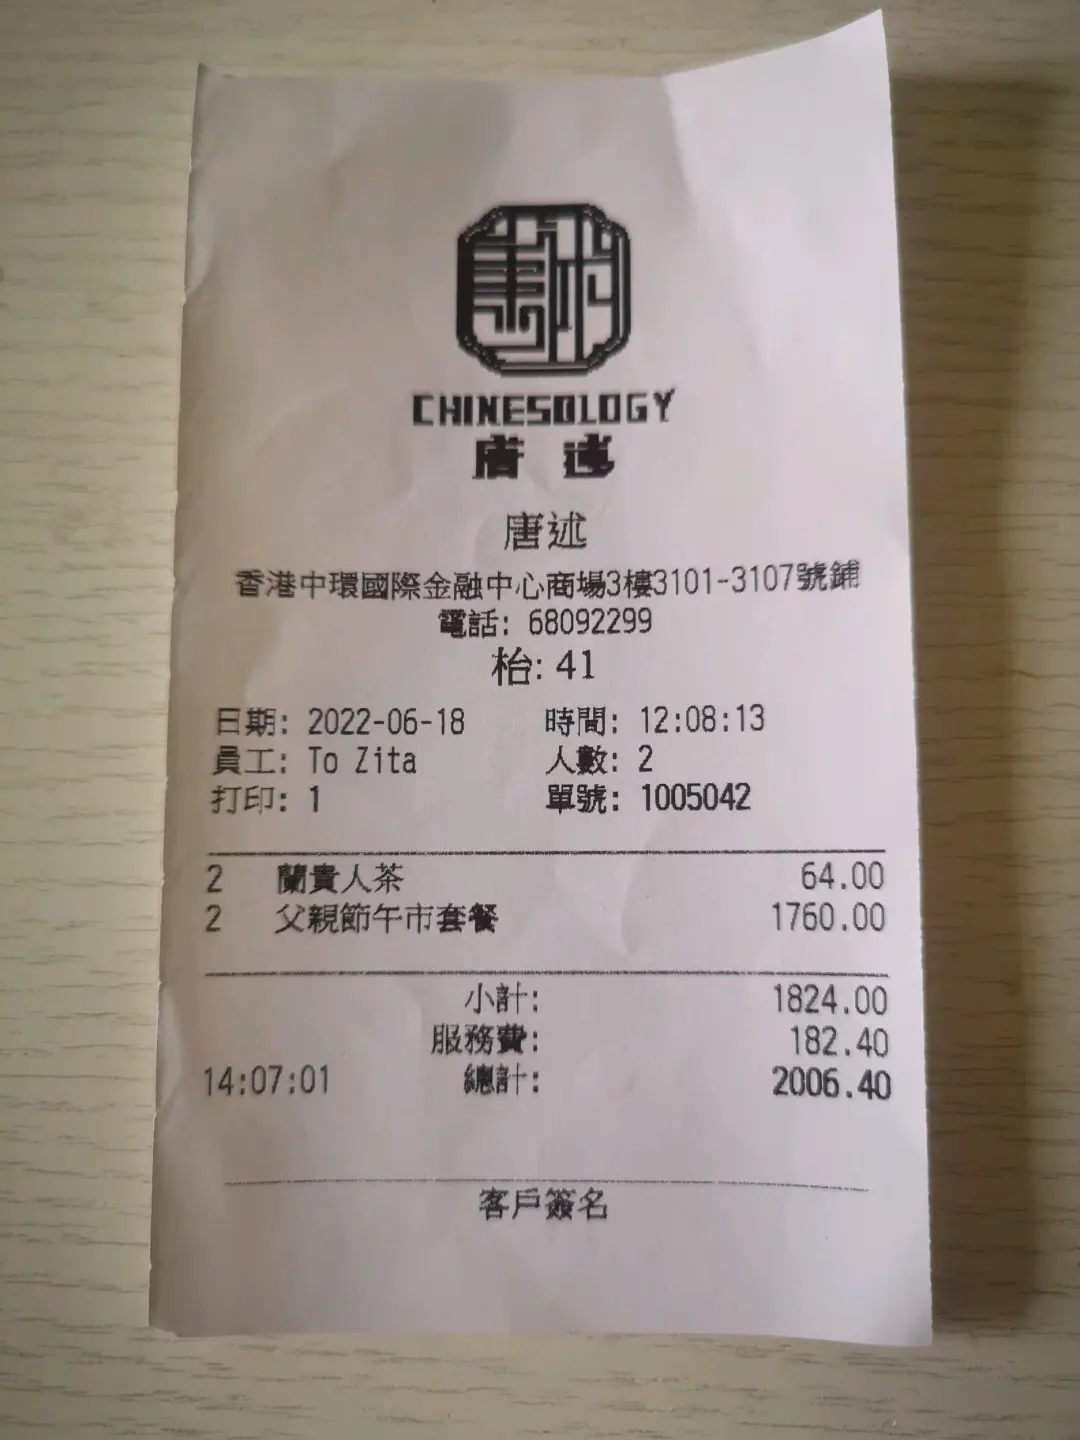 CHINESOLOGY
唐述
唐述
香港中環國際金融中心商場3樓3101-3107號鋪
電話: 68092299
枱: 41
日期: 2022-06-18 時間: 12:08:13
員工: To Zita 人數: 2
打印: 1 單號: 1005042
2 蘭貴人茶 64.00
2 父親節午市套餐 1760.00
小計: 1824.00
服務費: 182.40
14:07:01 總計: 2006.40
客戶簽名